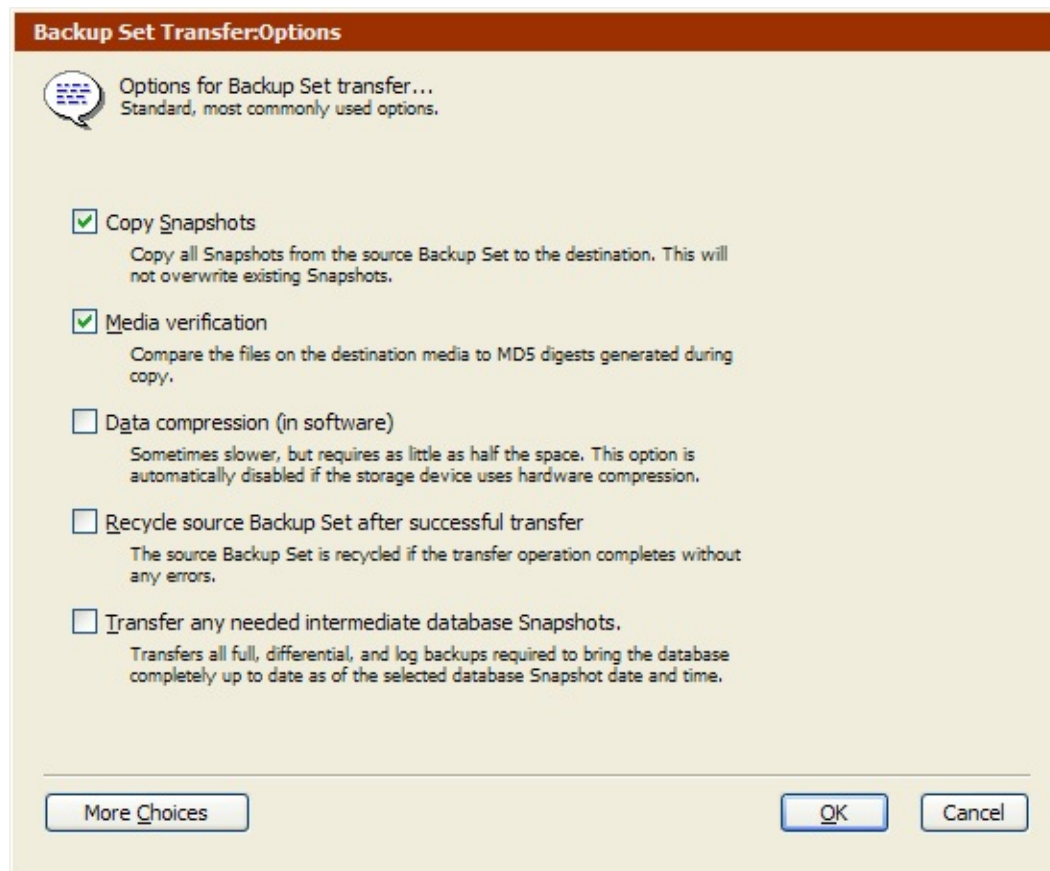 Backup Set Transfer:Options
Options for Backup Set transfer...
Standard, most commonly used options.
Copy Snapshots
Copy all Snapshots from the source Backup Set to the destination. This will
not overwrite existing Snapshots.
Media verification
Compare the files on the destination media to MD5 digests generated during
copy.
Data compression (in software)
Sometimes slower, but requires as little as half the space. This option is
automatically disabled if the storage device uses hardware compression.
Recycle source Backup Set after successful transfer
The source Backup Set is recycled if the transfer operation completes without
any errors.
Transfer any needed intermediate database Snapshots.
Transfers all full, differential, and log backups required to bring the database
completely up to date as of the selected database Snapshot date and time.
More Choices
OK
Cancel